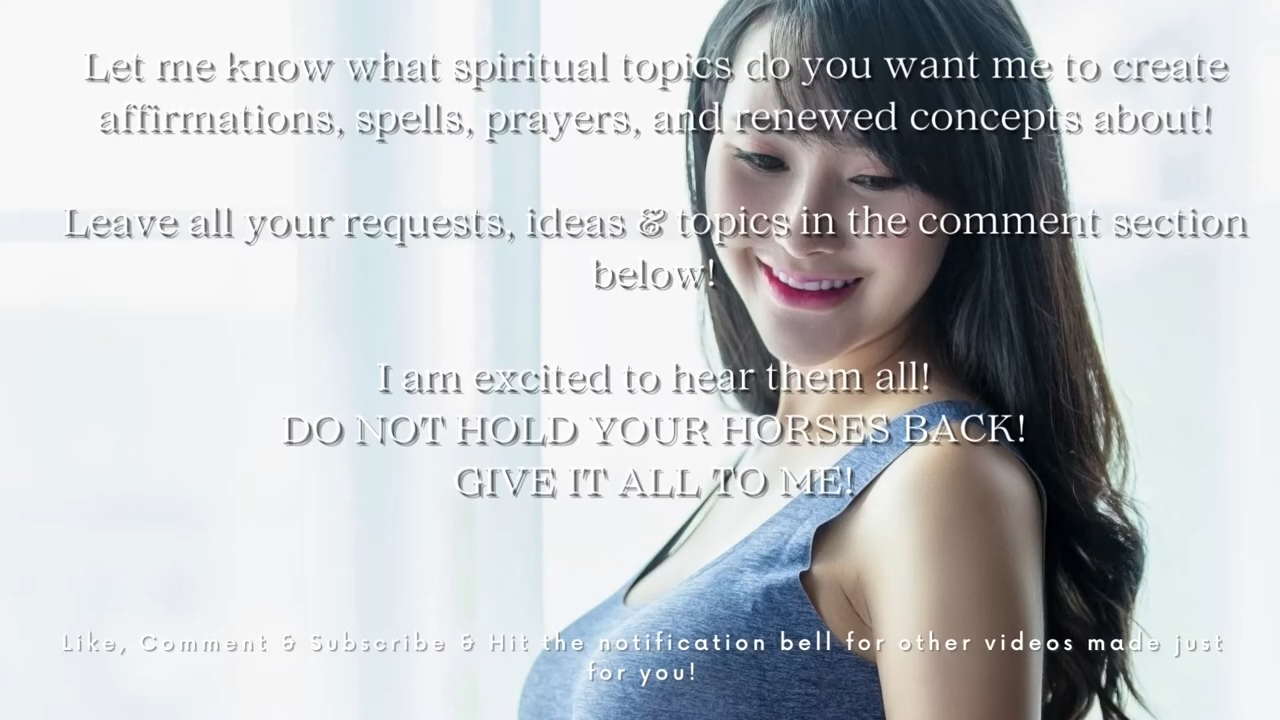 Let me know what spiritual topics do you want me to create
affirmations, spells, prayers, and renewed concepts about!
Leave all your requests, ideas & topics in the comment section
below!
I am excited to hear them all!
DO NOT HOLD YOUR HORSES BACK!
GIVE IT ALL TO ME!
Like, Comment & Subscribe & Hit the notification bell for other videos made just
for you!